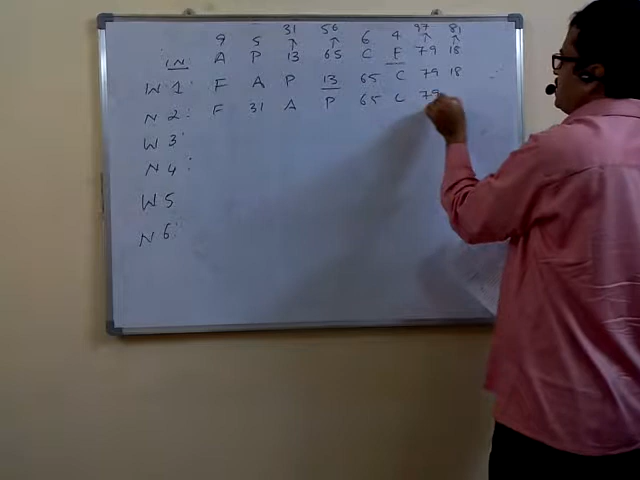 9 5 31 56 6 4 97 81
↑ ↑ ↑ ↑
IN A P 13 65 C F 79 18
W 1: F A P 13 65 C 79 18
N 2: F 31 A P 65 C 79
W 3:
N 4:
W 5
N 6: